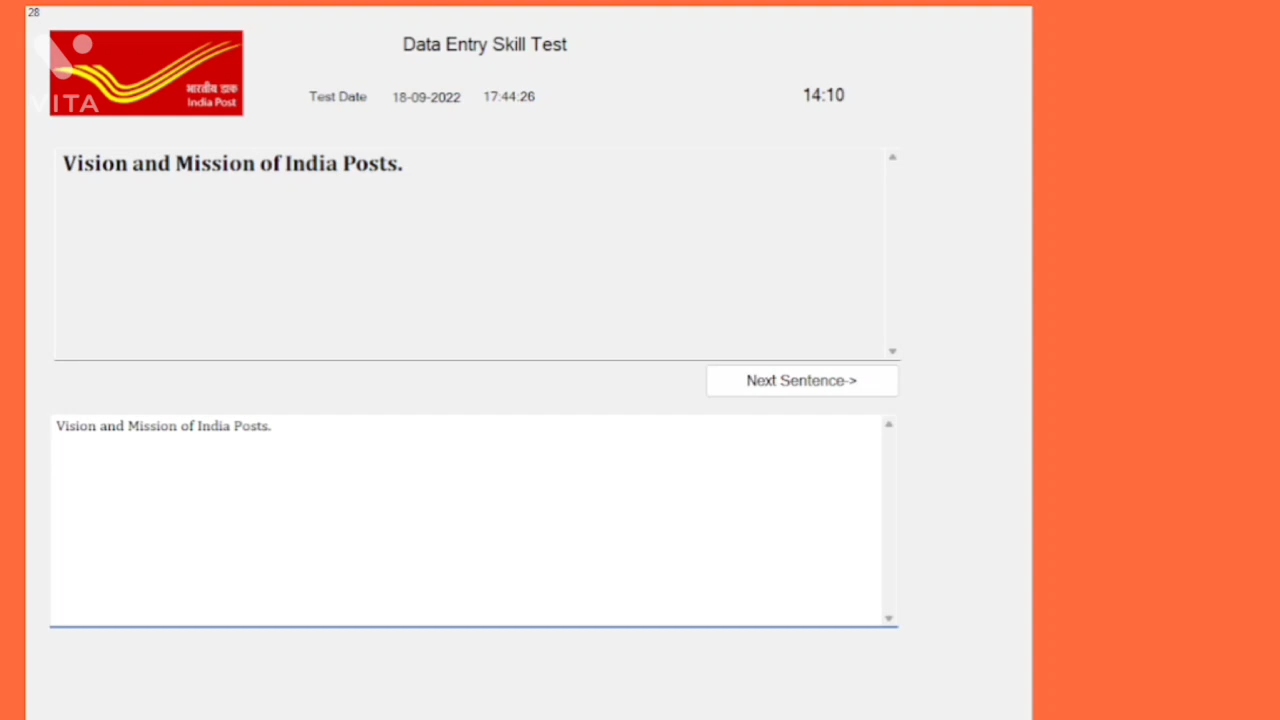 28
Data Entry Skill Test
VITA
भारतीय डाक
India Post
Test Date 18-09-2022 17:44:26 14:10
Vision and Mission of India Posts.
Next Sentence->
Vision and Mission of India Posts.